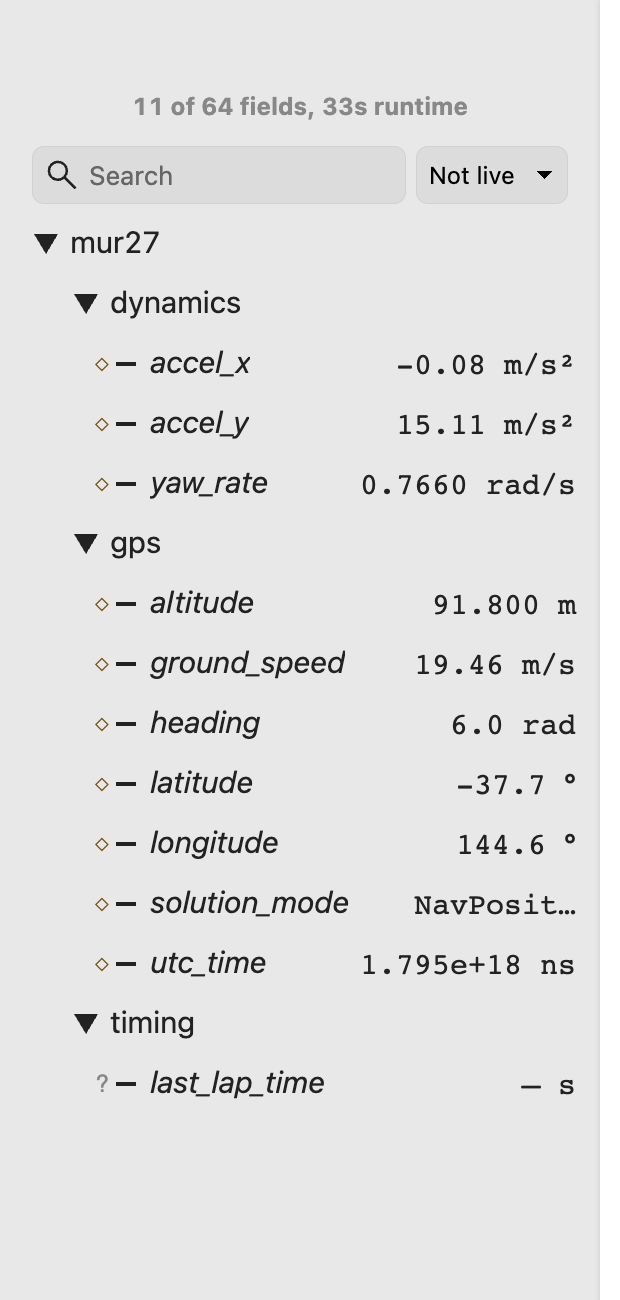 11 of 64 fields, 33s runtime
Search
Not live
mur27
dynamics
accel_x -0.08 m/s²
accel_y 15.11 m/s²
yaw_rate 0.7660 rad/s
gps
altitude 91.800 m
ground_speed 19.46 m/s
heading 6.0 rad
latitude -37.7 °
longitude 144.6 °
solution_mode NavPosit…
utc_time 1.795e+18 ns
timing
? last_lap_time — s